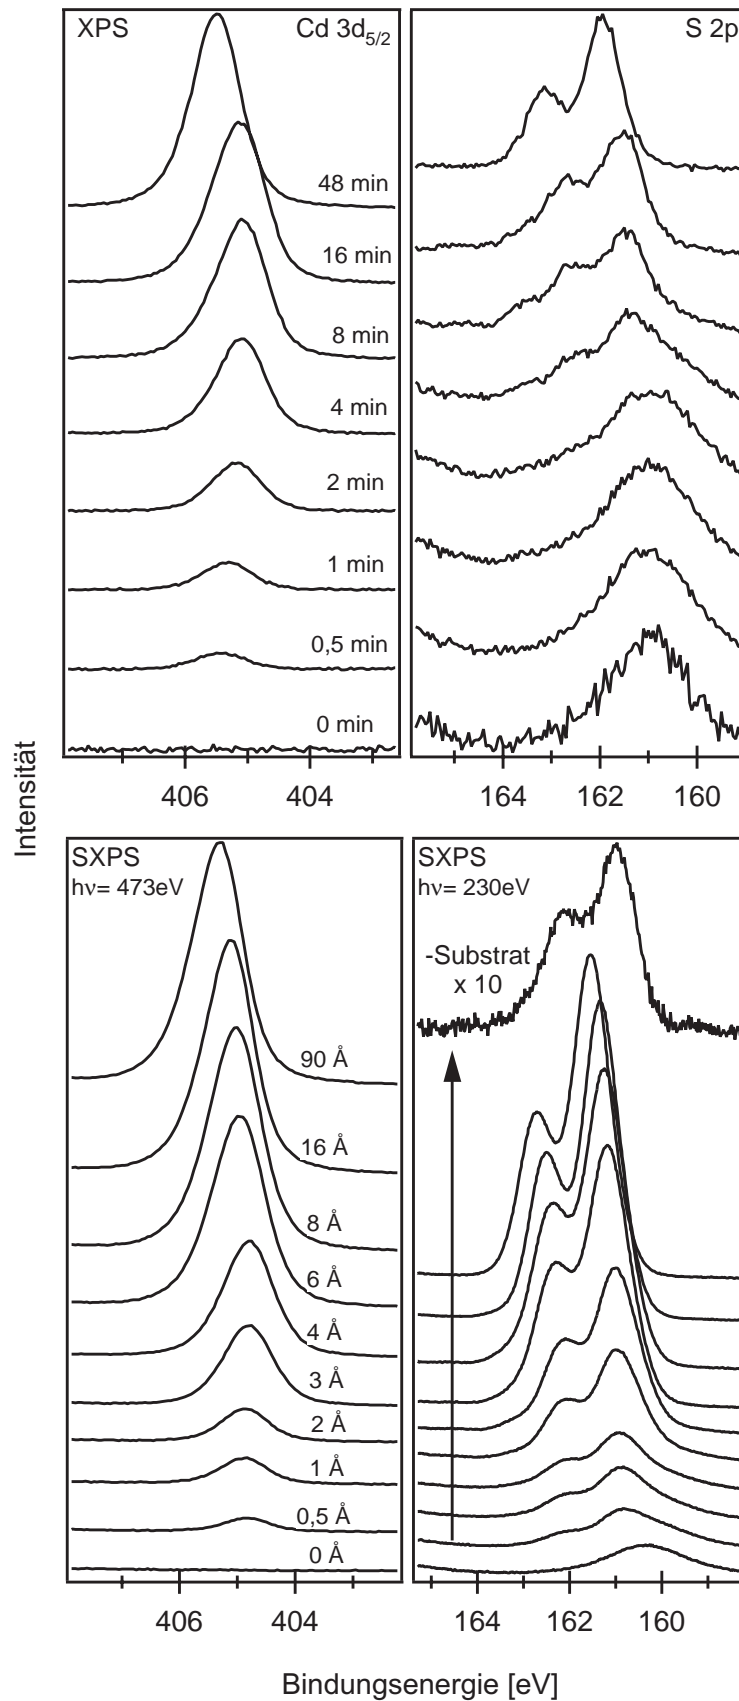 XPS Cd 3d5/2
48 min
16 min
8 min
4 min
2 min
1 min
0,5 min
0 min
406 404
S 2p
164 162 160
Intensität
SXPS
hν= 473eV
90 Å
16 Å
8 Å
6 Å
4 Å
3 Å
2 Å
1 Å
0,5 Å
0 Å
406 404
SXPS
hν= 230eV
-Substrat
x 10
164 162 160
Bindungsenergie [eV]